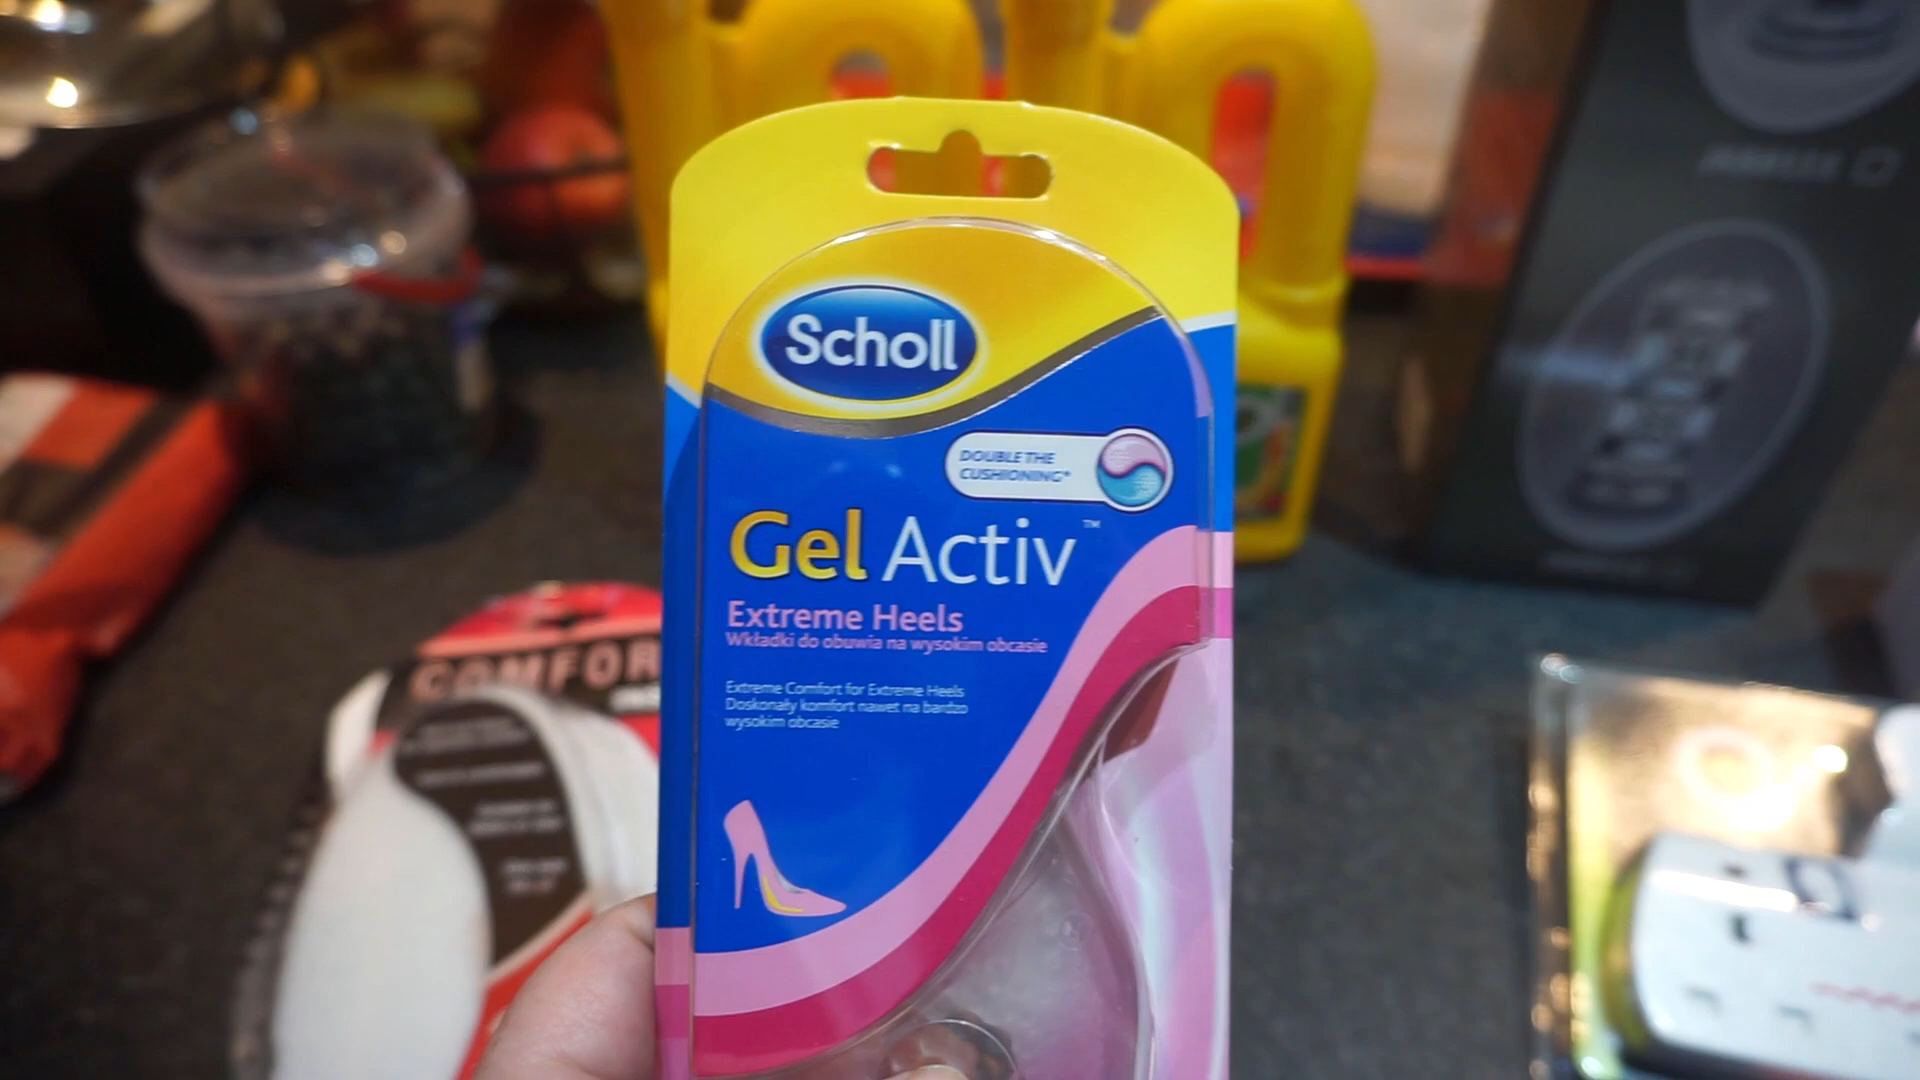 Scholl
DOUBLE THE
CUSHIONING*
Gel Activ™
Extreme Heels
Wkładki do obuwia na wysokim obcasie
Extreme Comfort for Extreme Heels
Doskonały komfort nawet na bardzo
wysokim obcasie
COMFOR